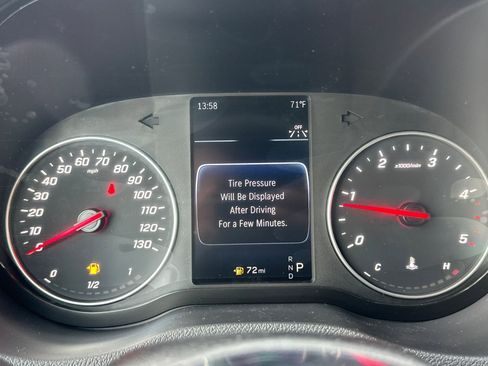 13:58 71°F
OFF
Tire Pressure
Will Be Displayed
After Driving
For a Few Minutes.
72 mi
R
N
D P
0 10 20 30 40 50 60 70 80 90 100 110 120 130
mph
0 1/2 1
1 2 3 4 5
x1000/min
C H